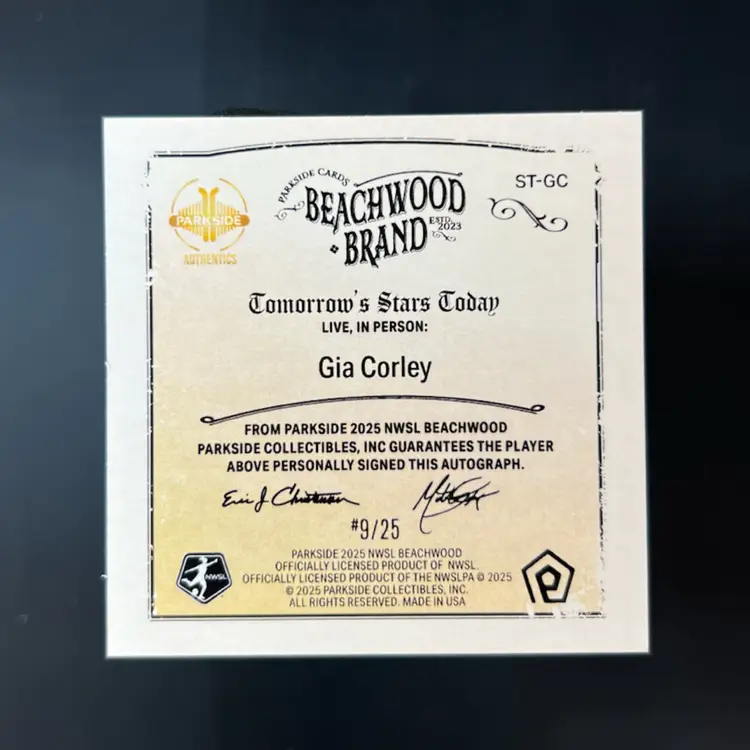 PARKSIDE CARDS
BEACHWOOD
BRAND
ESTD.
2023
ST-GC
PARKSIDE
AUTHENTICS
Tomorrow's Stars Today
LIVE, IN PERSON:
Gia Corley
FROM PARKSIDE 2025 NWSL BEACHWOOD
PARKSIDE COLLECTIBLES, INC GUARANTEES THE PLAYER
ABOVE PERSONALLY SIGNED THIS AUTOGRAPH.
#9/25
PARKSIDE 2025 NWSL BEACHWOOD
OFFICIALLY LICENSED PRODUCT OF NWSL.
OFFICIALLY LICENSED PRODUCT OF THE NWSLPA © 2025
© 2025 PARKSIDE COLLECTIBLES, INC.
ALL RIGHTS RESERVED. MADE IN USA
NWSL